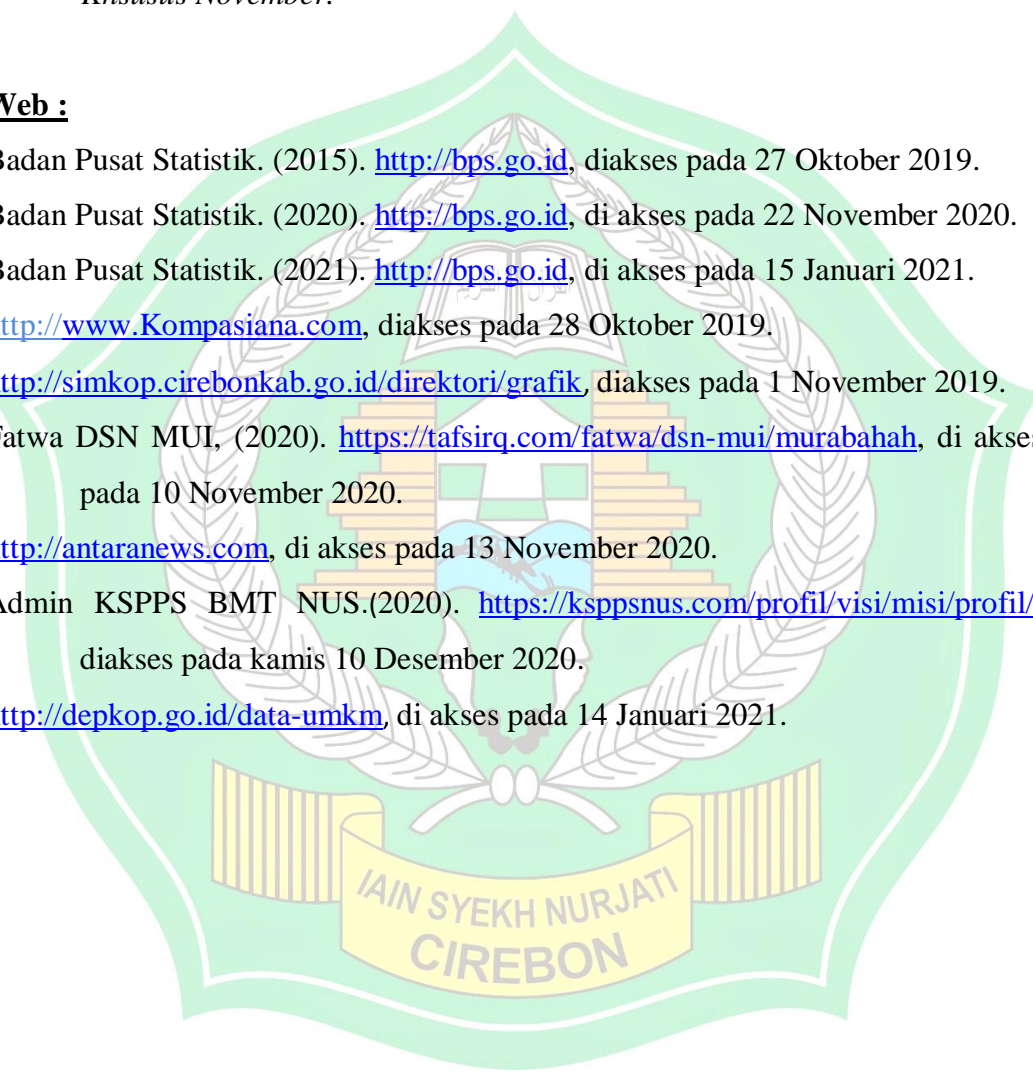 Khsusus November.
Web :
Badan Pusat Statistik. (2015). http://bps.go.id, diakses pada 27 Oktober 2019.
Badan Pusat Statistik. (2020). http://bps.go.id, di akses pada 22 November 2020.
Badan Pusat Statistik. (2021). http://bps.go.id, di akses pada 15 Januari 2021.
ttp://www.Kompasiana.com, diakses pada 28 Oktober 2019.
ttp://simkop.cirebonkab.go.id/direktori/grafik, diakses pada 1 November 2019.
Fatwa DSN MUI, (2020). https://tafsirq.com/fatwa/dsn-mui/murabahah, di akses
pada 10 November 2020.
ttp://antaranews.com, di akses pada 13 November 2020.
Admin KSPPS BMT NUS.(2020). https://ksppsnus.com/profil/visi/misi/profil/
diakses pada kamis 10 Desember 2020.
ttp://depkop.go.id/data-umkm, di akses pada 14 Januari 2021.
IAIN SYEKH NURJATI
CIREBON